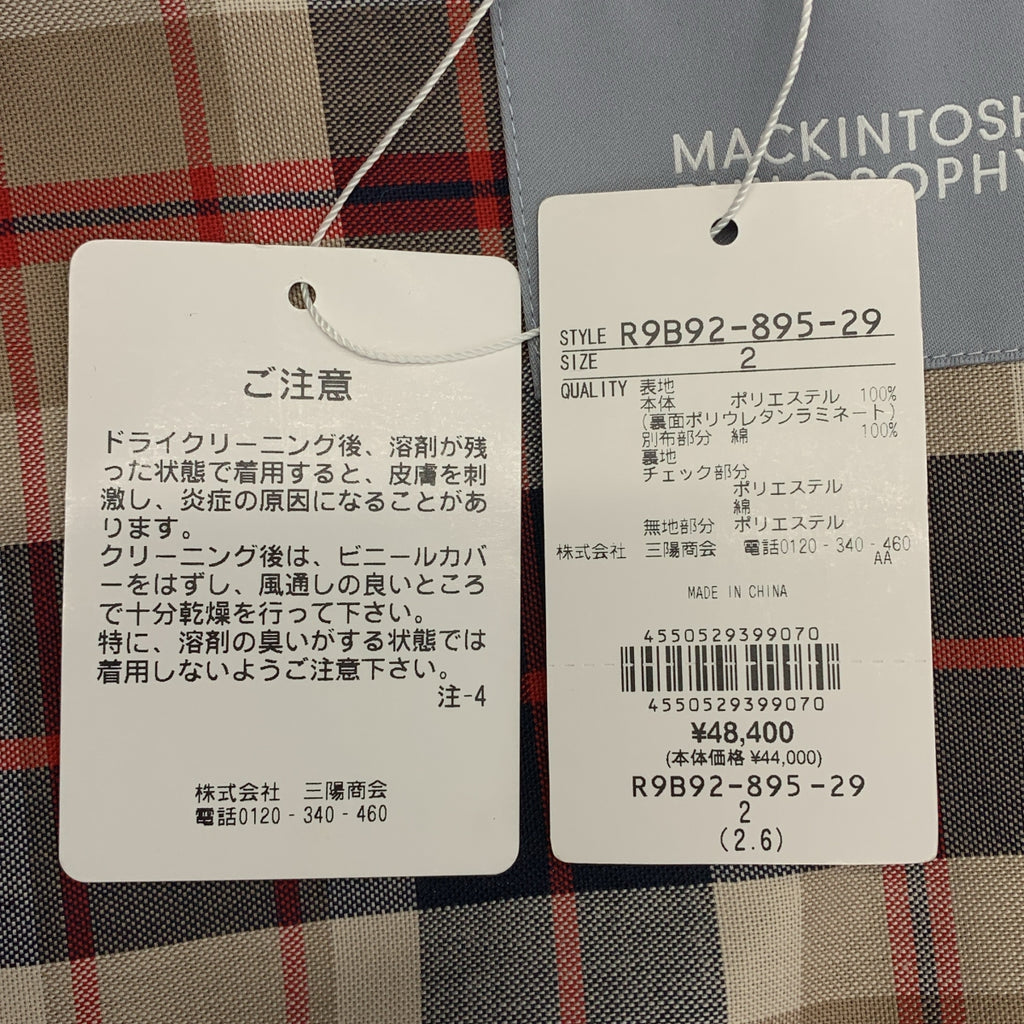 MACKINTOSH
PHILOSOPHY
ご注意
ドライクリーニング後、溶剤が残
った状態で着用すると、皮膚を刺
激し、炎症の原因になることがあ
ります。
クリーニング後は、ビニールカバ
ーをはずし、風通しの良いところ
で十分乾燥を行って下さい。
特に、溶剤の臭いがする状態では
着用しないようご注意下さい。
注-4
株式会社 三陽商会
電話0120-340-460
STYLE R9B92-895-29
SIZE 2
QUALITY 表地
本体 ポリエステル 100%
(裏面ポリウレタンラミネート)
別布部分 綿 100%
裏地
チェック部分
ポリエステル
綿
無地部分 ポリエステル
株式会社 三陽商会 電話0120-340-460
AA
MADE IN CHINA
4550529399070
4550529399070
¥48,400
(本体価格 ¥44,000)
R9B92-895-29
2
(2.6)